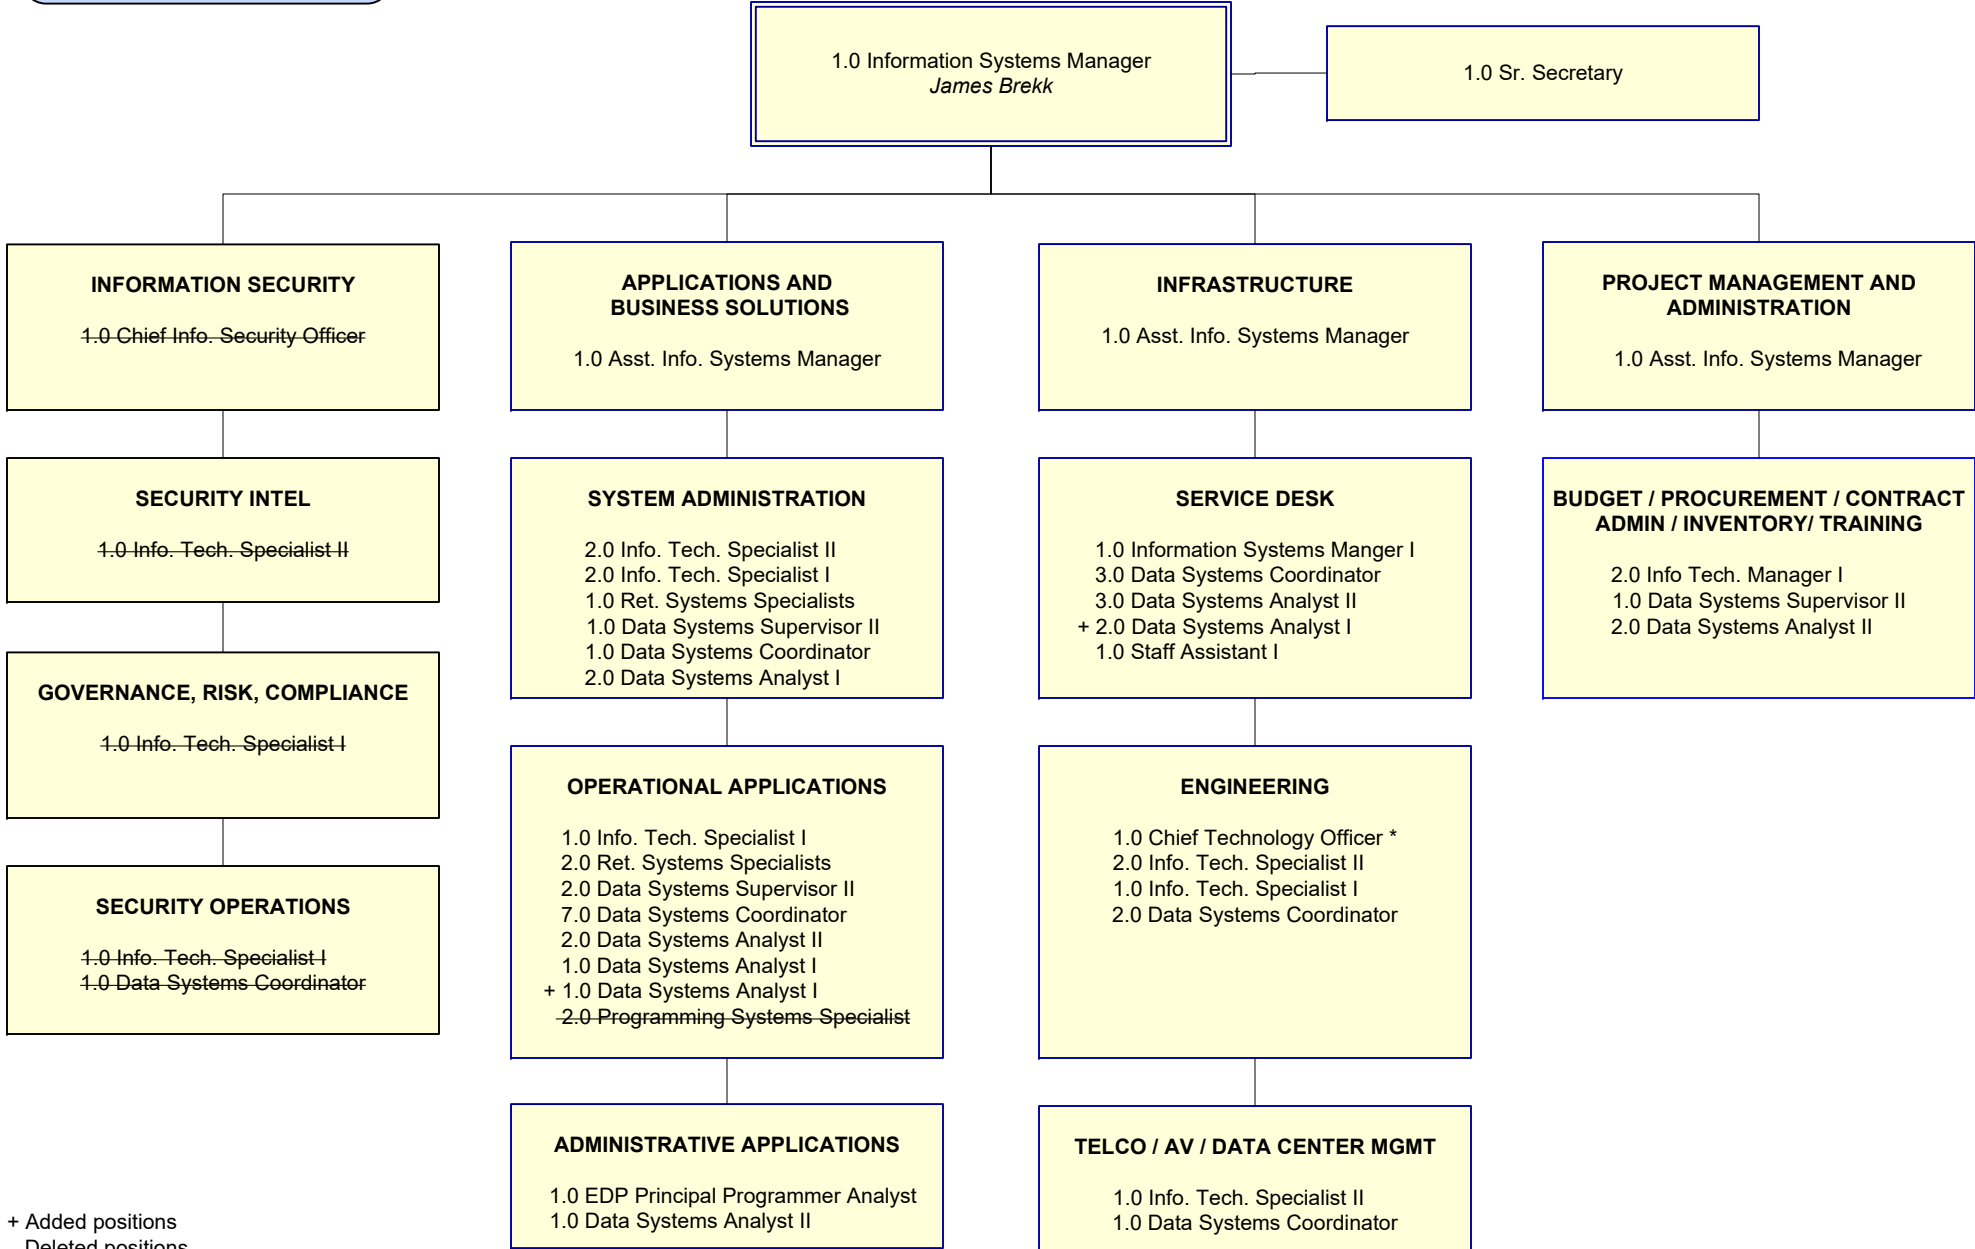 1.0 Information Systems Manager
James Brekk
1.0 Sr. Secretary
INFORMATION SECURITY
1.0 Chief Info. Security Officer
SECURITY INTEL
1.0 Info. Tech. Specialist II
GOVERNANCE, RISK, COMPLIANCE
1.0 Info. Tech. Specialist I
SECURITY OPERATIONS
1.0 Info. Tech. Specialist I
1.0 Data Systems Coordinator
APPLICATIONS AND
BUSINESS SOLUTIONS
1.0 Asst. Info. Systems Manager
SYSTEM ADMINISTRATION
2.0 Info. Tech. Specialist II
2.0 Info. Tech. Specialist I
1.0 Ret. Systems Specialists
1.0 Data Systems Supervisor II
1.0 Data Systems Coordinator
2.0 Data Systems Analyst I
OPERATIONAL APPLICATIONS
1.0 Info. Tech. Specialist I
2.0 Ret. Systems Specialists
2.0 Data Systems Supervisor II
7.0 Data Systems Coordinator
2.0 Data Systems Analyst II
1.0 Data Systems Analyst I
+ 1.0 Data Systems Analyst I
2.0 Programming Systems Specialist
ADMINISTRATIVE APPLICATIONS
1.0 EDP Principal Programmer Analyst
1.0 Data Systems Analyst II
INFRASTRUCTURE
1.0 Asst. Info. Systems Manager
SERVICE DESK
1.0 Information Systems Manger I
3.0 Data Systems Coordinator
3.0 Data Systems Analyst II
+ 2.0 Data Systems Analyst I
1.0 Staff Assistant I
ENGINEERING
1.0 Chief Technology Officer *
2.0 Info. Tech. Specialist II
1.0 Info. Tech. Specialist I
2.0 Data Systems Coordinator
TELCO / AV / DATA CENTER MGMT
1.0 Info. Tech. Specialist II
1.0 Data Systems Coordinator
PROJECT MANAGEMENT AND
ADMINISTRATION
1.0 Asst. Info. Systems Manager
BUDGET / PROCUREMENT / CONTRACT
ADMIN / INVENTORY/ TRAINING
2.0 Info Tech. Manager I
1.0 Data Systems Supervisor II
2.0 Data Systems Analyst II
+ Added positions
Deleted positions